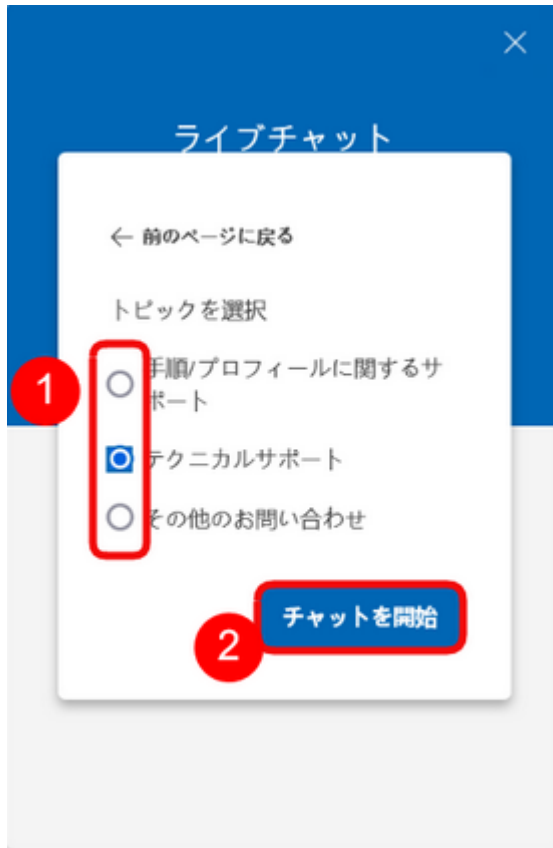 ライブチャット
← 前のページに戻る
トピックを選択
1
手順/プロフィールに関するサ
ポート
テクニカルサポート
その他のお問い合わせ
チャットを開始
2